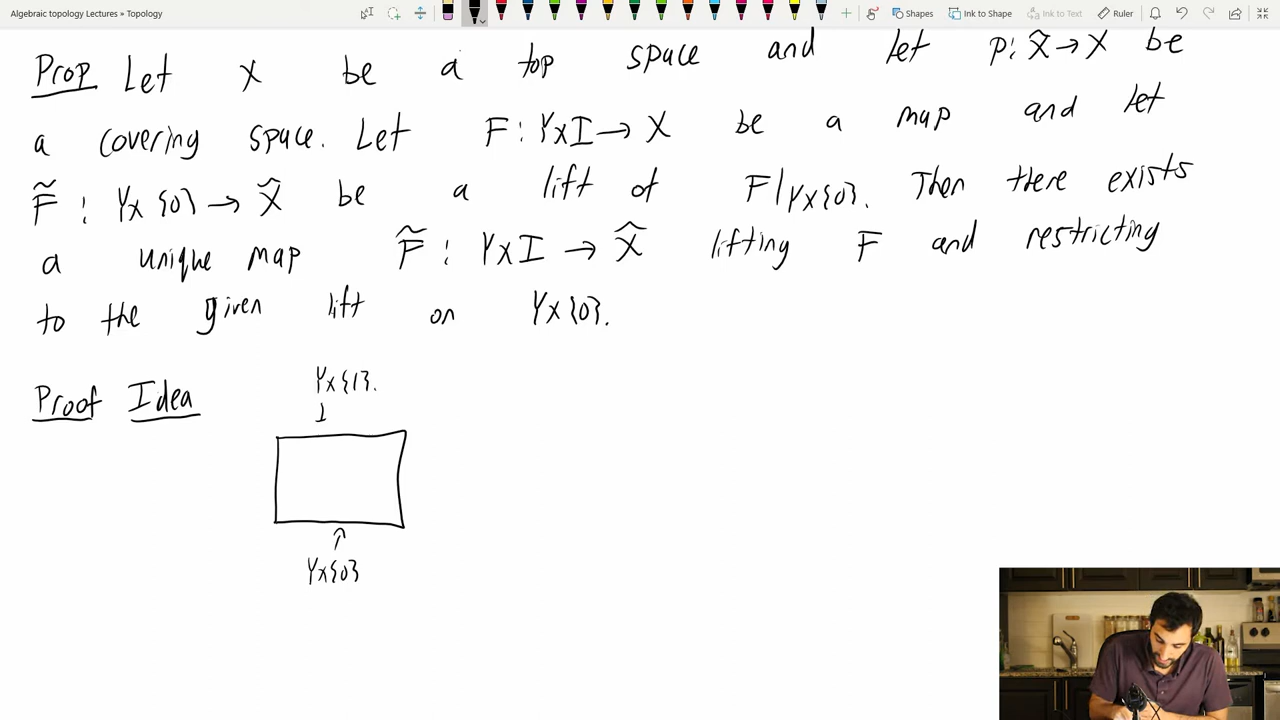 Algebraic topology Lectures » Topology
Shapes Ink to Shape Ink to Text Ruler
Prop Let X be a top space and let p: X̃→X be
a covering space. Let F: Y×I→X be a map and let
F̃: Y×{0}→X̃ be a lift of F|Y×{0}. Then there exists
a unique map F̃: Y×I→X̃ lifting F and restricting
to the given lift on Y×{0}.
Proof Idea
Y×{1}.
Y×{0}